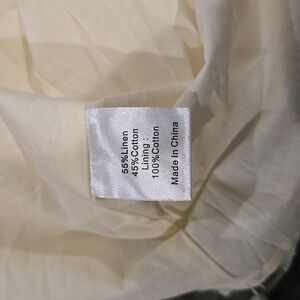 55%Linen
45%Cotton
Lining :
100%Cotton
Made In China